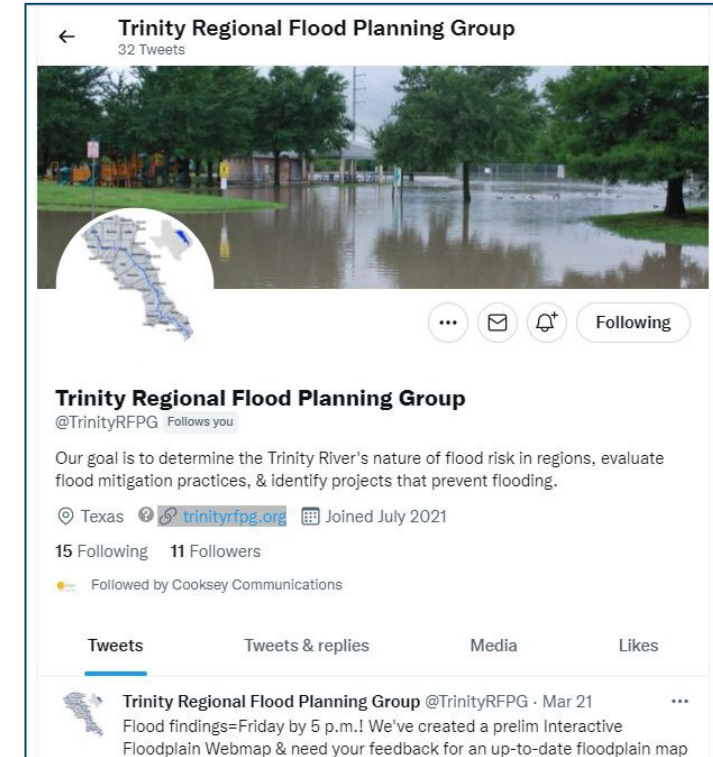 Trinity Regional Flood Planning Group
32 Tweets
Following
Trinity Regional Flood Planning Group
@TrinityRFPG Follows you
Our goal is to determine the Trinity River's nature of flood risk in regions, evaluate
flood mitigation practices, & identify projects that prevent flooding.
Texas trinityrfpg.org Joined July 2021
15 Following 11 Followers
Followed by Cooksey Communications
Tweets Tweets & replies Media Likes
Trinity Regional Flood Planning Group @TrinityRFPG · Mar 21
Flood findings=Friday by 5 p.m.! We've created a prelim Interactive
Floodplain Webmap & need your feedback for an up-to-date floodplain map